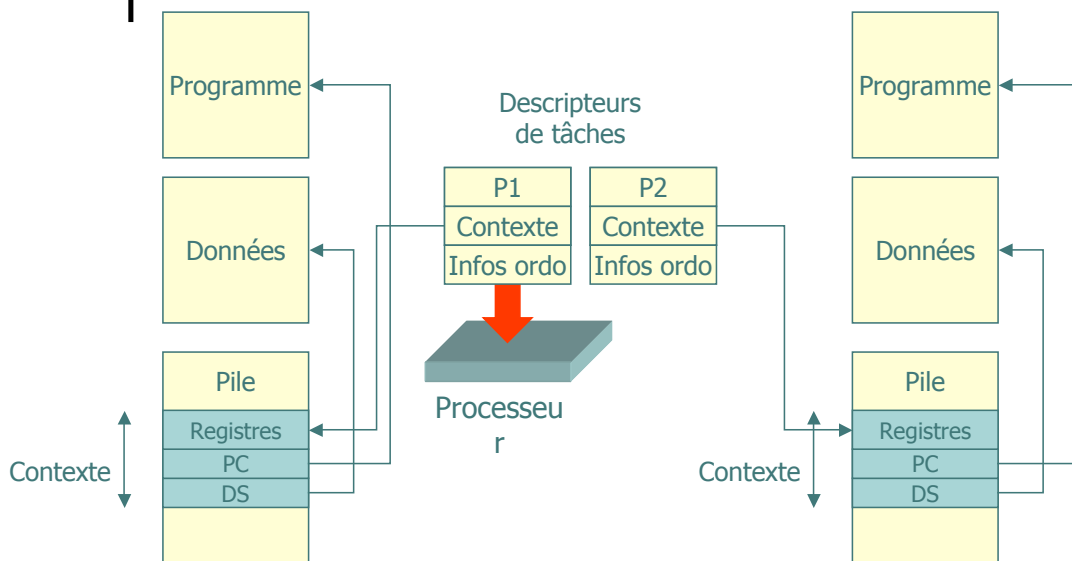 Programme
Données
Pile
Registres
PC
DS
Contexte
Descripteurs
de tâches
P1
Contexte
Infos ordo
P2
Contexte
Infos ordo
Processeu
r
Programme
Données
Pile
Registres
PC
DS
Contexte